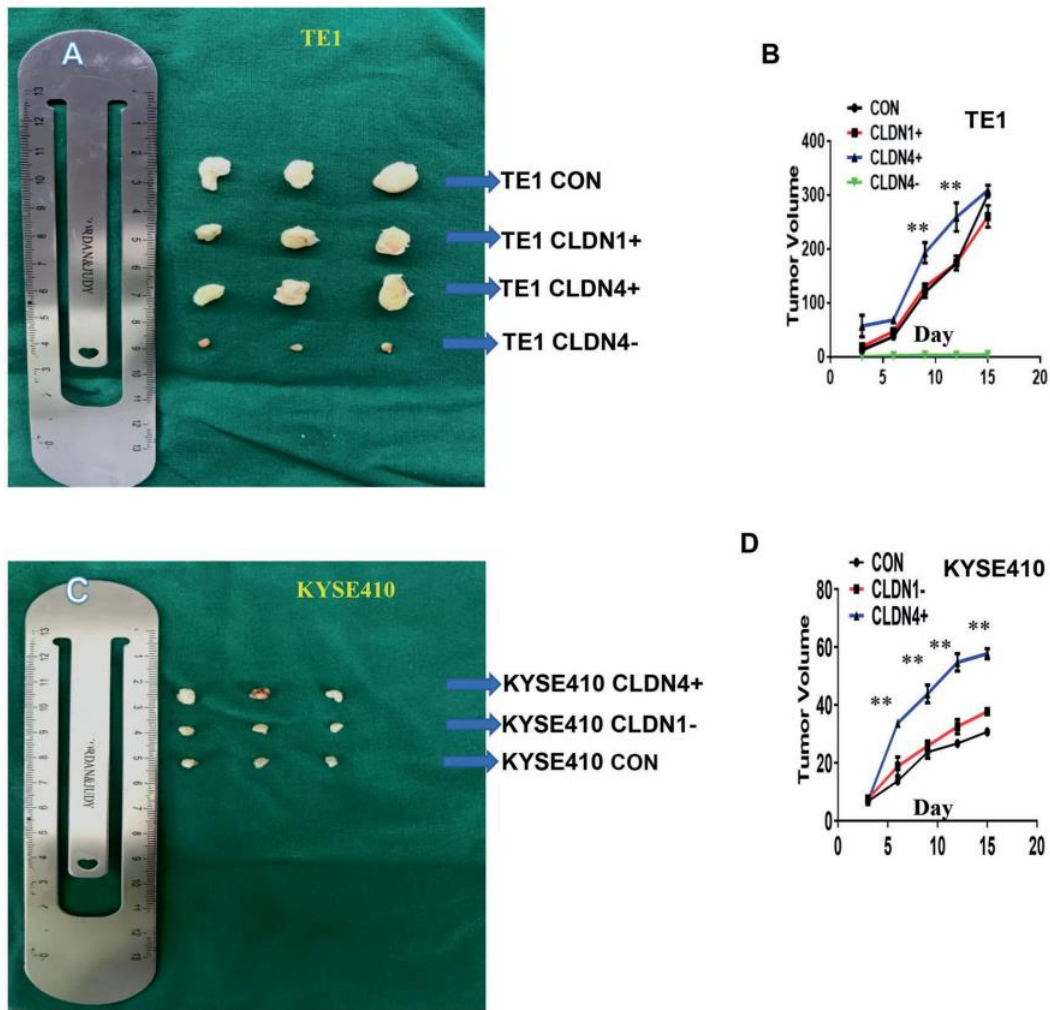 A
TE1
TE1 CON
TE1 CLDN1+
TE1 CLDN4+
TE1 CLDN4-
B
TE1
CON
CLDN1+
CLDN4+
CLDN4-
Tumor Volume
400
300
200
100
0
**
**
Day
0 5 10 15 20
C
KYSE410
KYSE410 CLDN4+
KYSE410 CLDN1-
KYSE410 CON
D
KYSE410
CON
CLDN1-
CLDN4+
Tumor Volume
80
60
40
20
0
**
**
**
**
Day
0 5 10 15 20